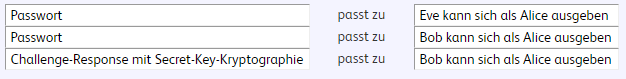 Passwort passt zu Eve kann sich als Alice ausgeben
Passwort passt zu Bob kann sich als Alice ausgeben
Challenge-Response mit Secret-Key-Kryptographie passt zu Bob kann sich als Alice ausgeben